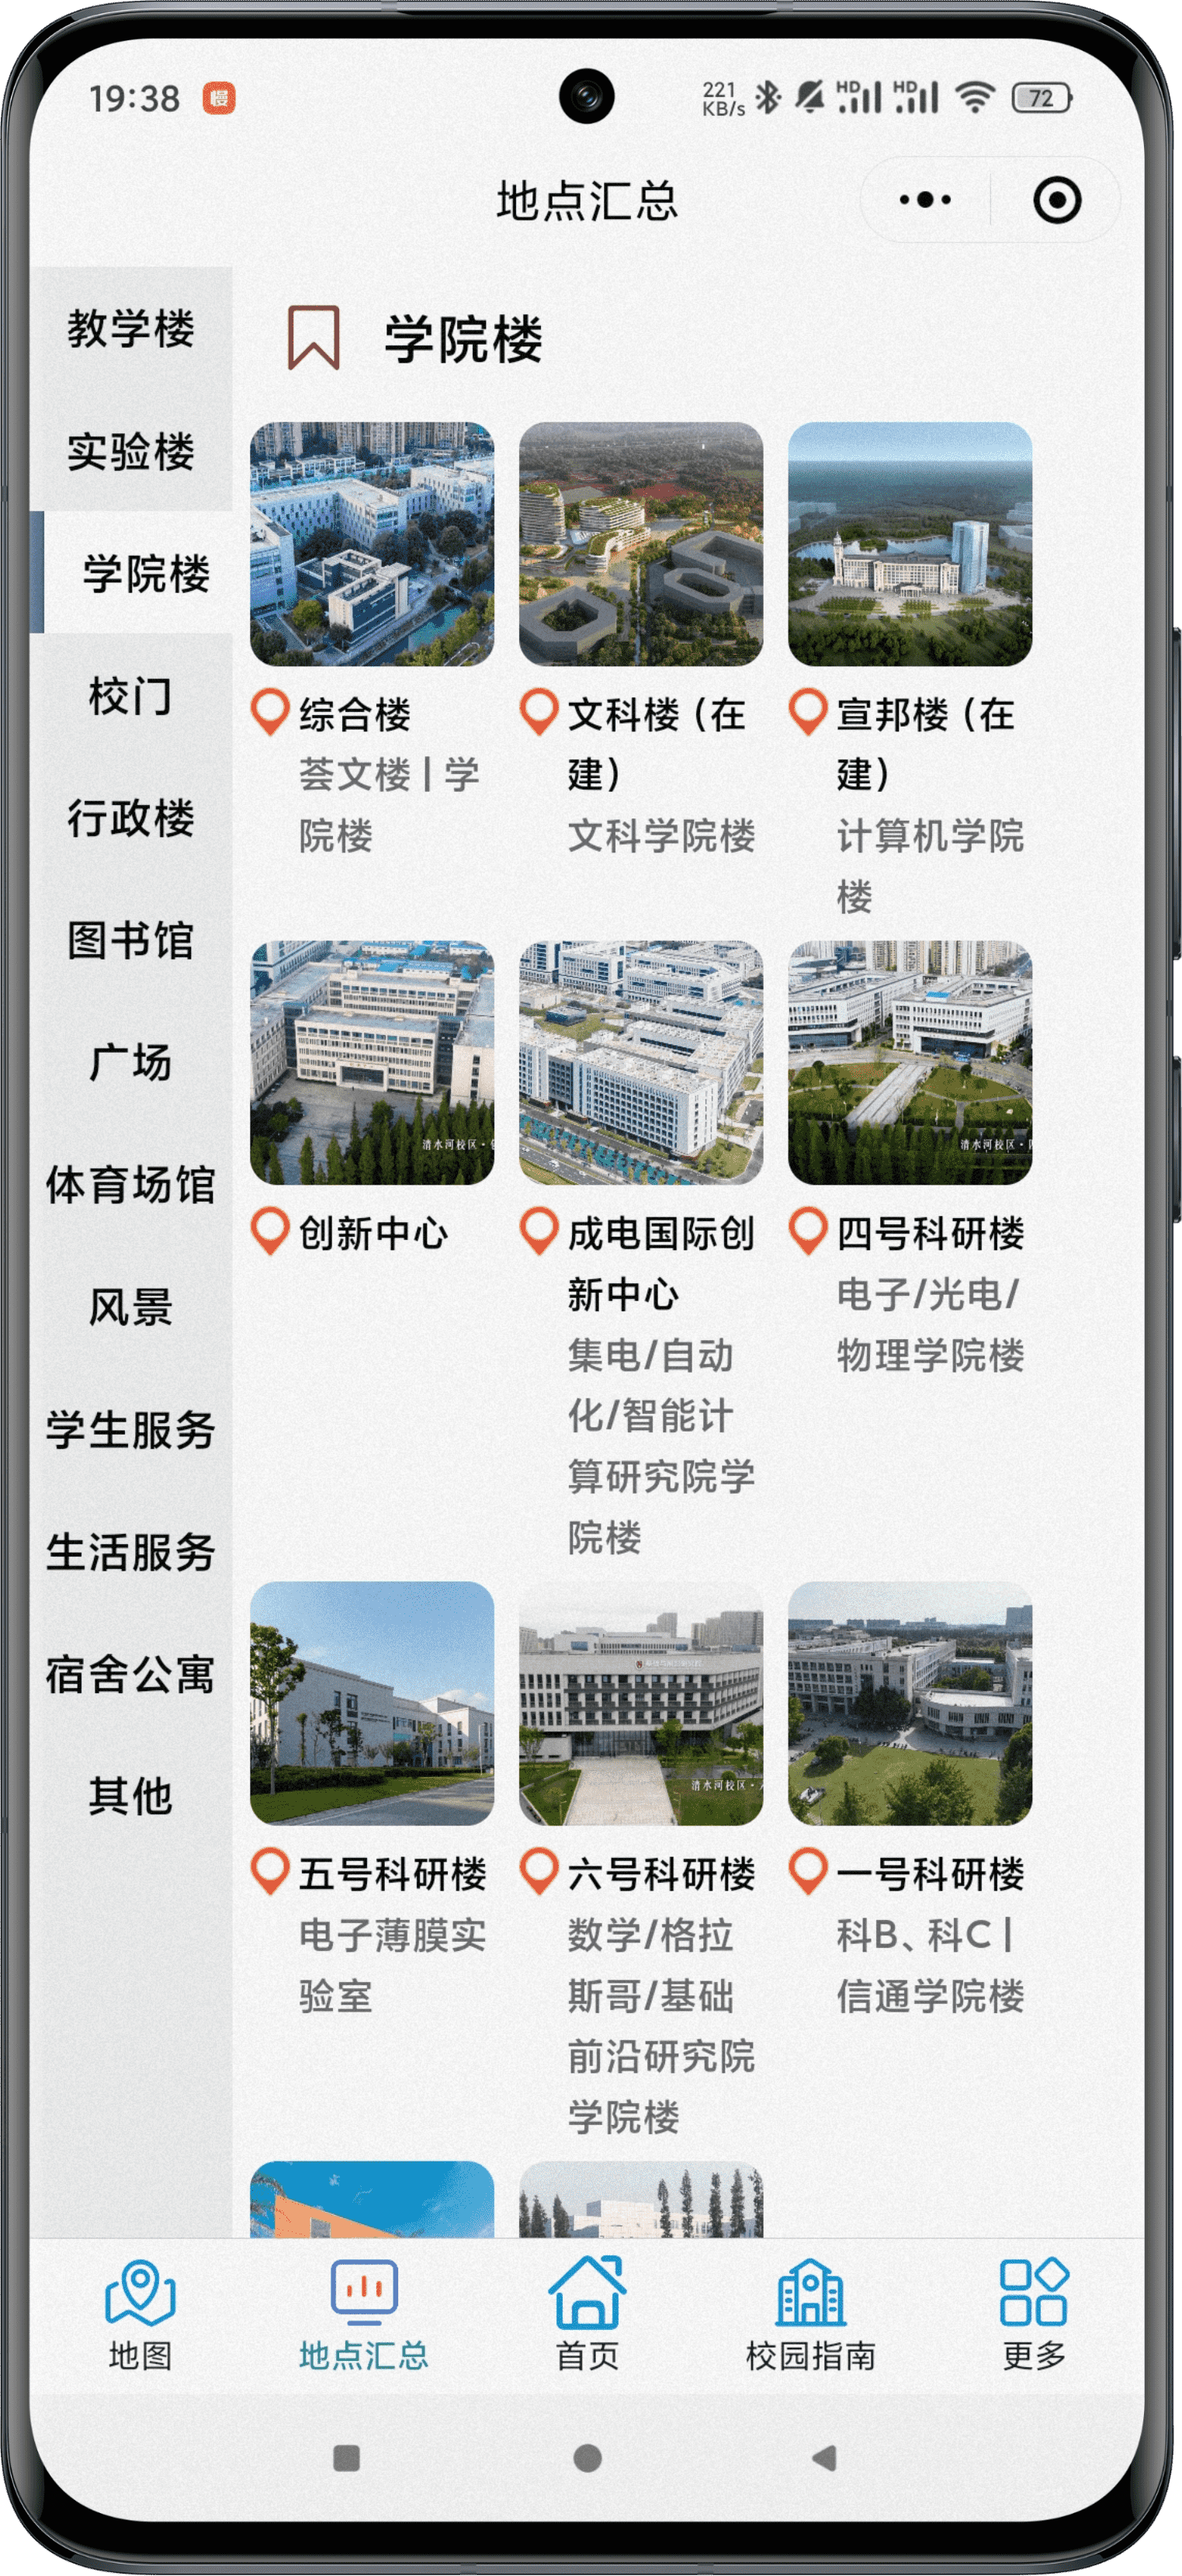 19:38
221
KB/s
HD
HD
72
地点汇总
教学楼
实验楼
学院楼
校门
行政楼
图书馆
广场
体育场馆
风景
学生服务
生活服务
宿舍公寓
其他
学院楼
综合楼
荟文楼 | 学
院楼
文科楼（在
建）
文科学院楼
宣邦楼（在
建）
计算机学院
楼
清水河校区·
清水河校区·
创新中心
成电国际创
新中心
集电/自动
化/智能计
算研究院学
院楼
四号科研楼
电子/光电/
物理学院楼
清水河校区·
五号科研楼
电子薄膜实
验室
六号科研楼
数学/格拉
斯哥/基础
前沿研究院
学院楼
一号科研楼
科B、科C |
信通学院楼
地图
地点汇总
首页
校园指南
更多